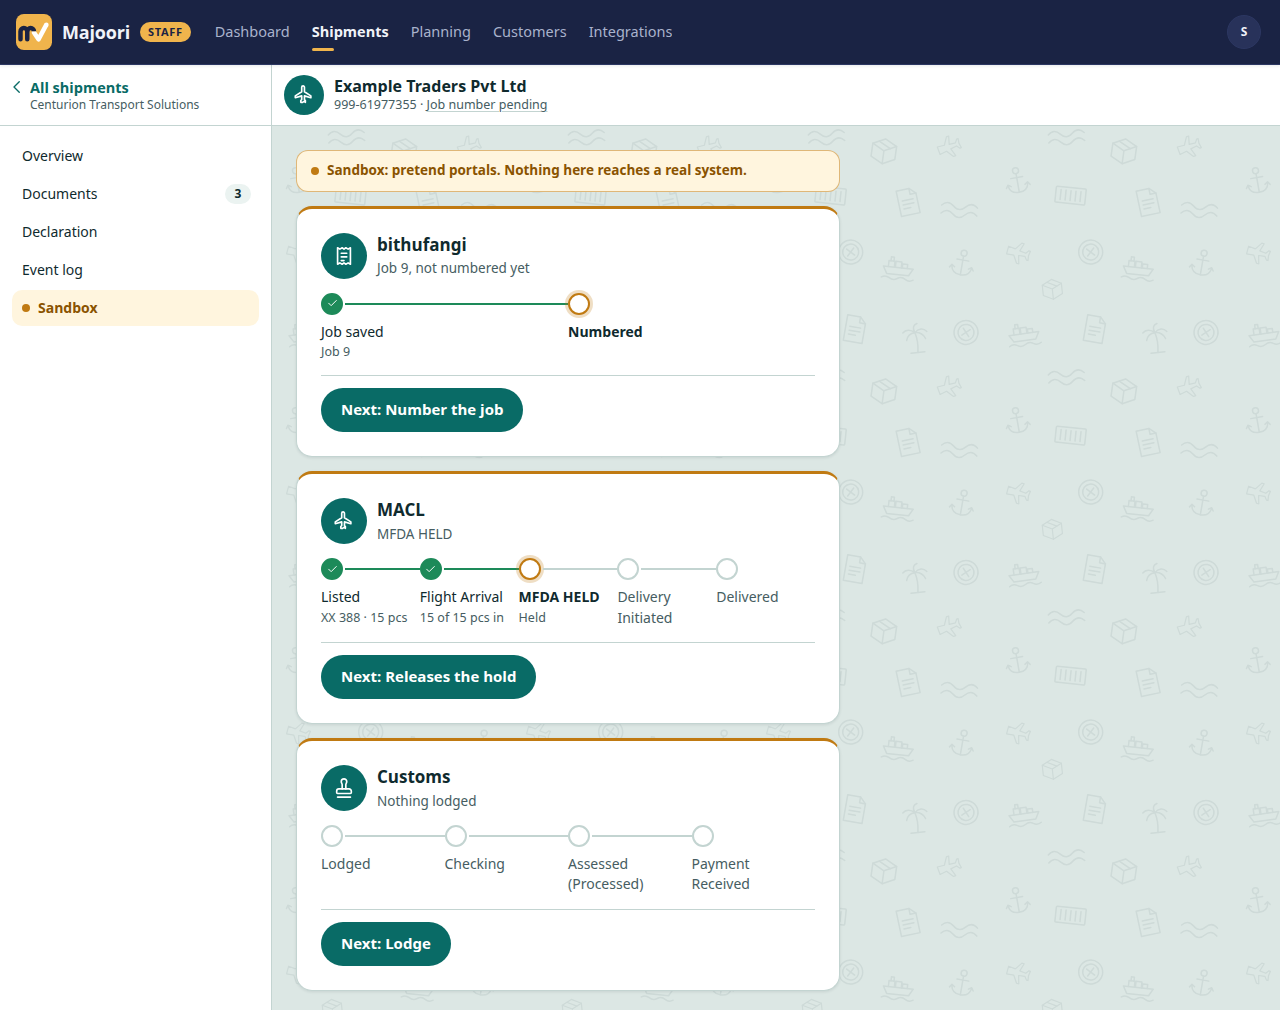 Majoori STAFF Dashboard Shipments Planning Customers Integrations S
All shipments
Centurion Transport Solutions
Example Traders Pvt Ltd
999-61977355 · Job number pending
Overview
Documents 3
Declaration
Event log
Sandbox
Sandbox: pretend portals. Nothing here reaches a real system.
bithufangi
Job 9, not numbered yet
Job saved Numbered
Job 9
Next: Number the job
MACL
MFDA HELD
Listed Flight Arrival MFDA HELD Delivery Delivered
XX 388 · 15 pcs 15 of 15 pcs in Held Initiated
Next: Releases the hold
Customs
Nothing lodged
Lodged Checking Assessed Payment
(Processed) Received
Next: Lodge